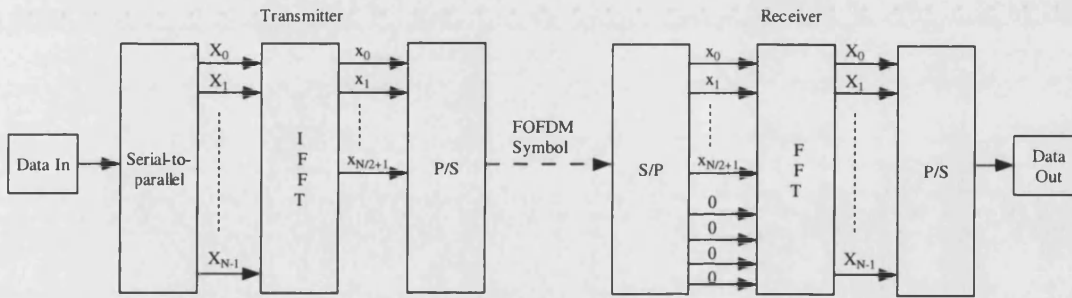 Transmitter
Receiver
Data In
Serial-to-
parallel
X0
X1
XN-1
I
F
F
T
x0
x1
xN/2+1
P/S
FOFDM
Symbol
S/P
x0
x1
xN/2+1
0
0
0
0
F
F
T
X0
X1
XN-1
P/S
Data
Out